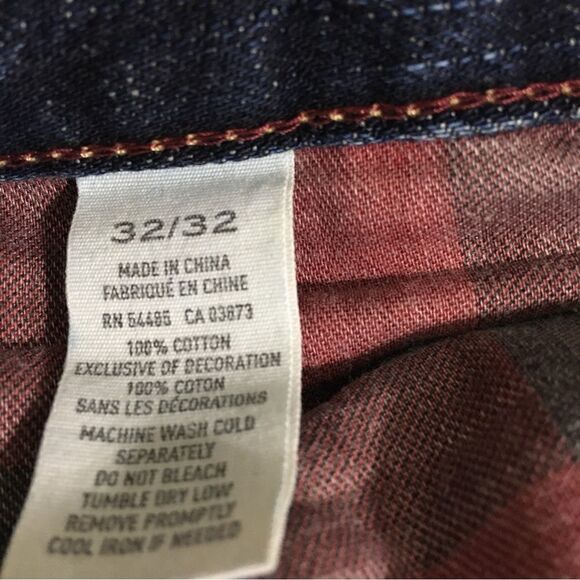 32/32
MADE IN CHINA
FABRIQUÉ EN CHINE
RN 54485 CA 03873
100% COTTON
EXCLUSIVE OF DECORATION
100% COTON
SANS LES DÉCORATIONS
MACHINE WASH COLD
SEPARATELY
DO NOT BLEACH
TUMBLE DRY LOW
REMOVE PROMPTLY
COOL IRON IF NEEDED